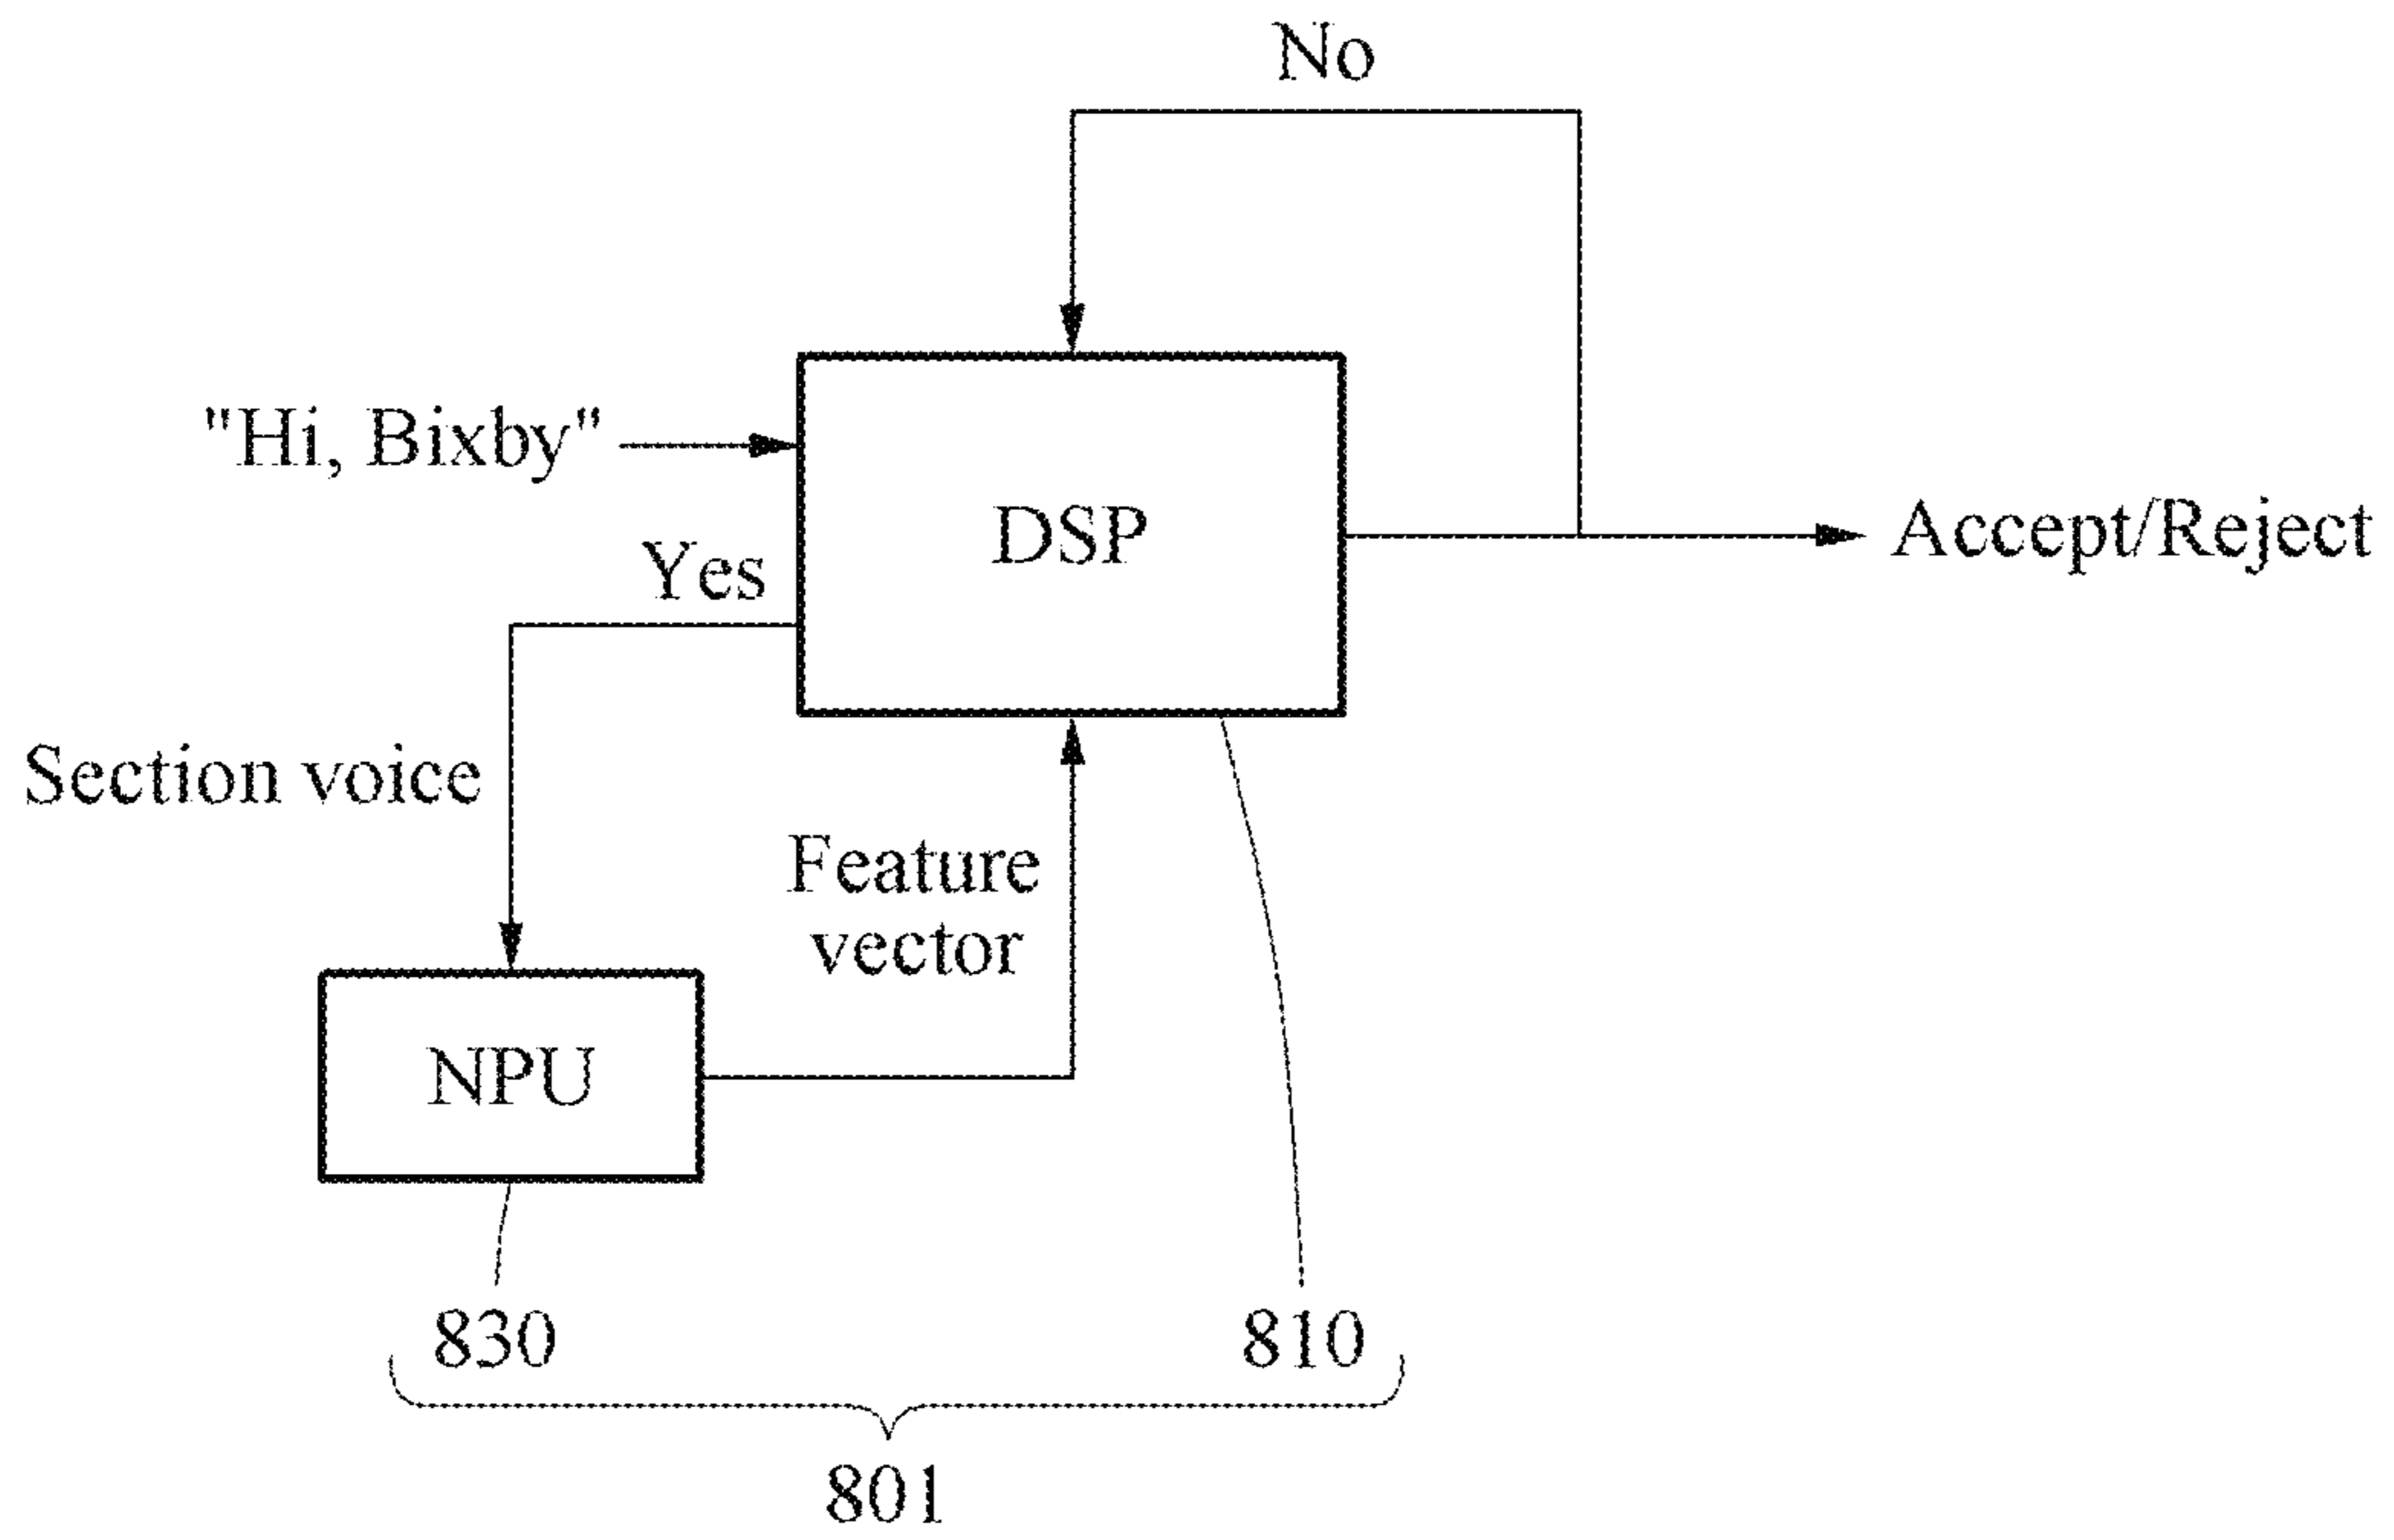 No
"Hi, Bixby"
DSP
Accept/Reject
Yes
Section voice
Feature
vector
NPU
830
810
801